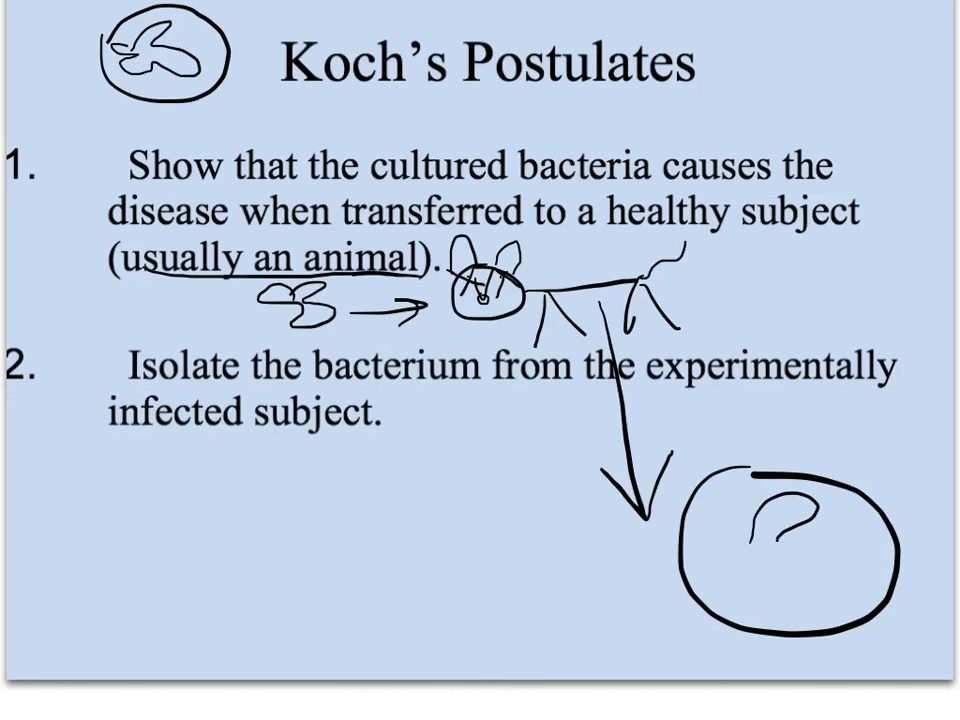 Koch's Postulates
1. Show that the cultured bacteria causes the
disease when transferred to a healthy subject
(usually an animal).
2. Isolate the bacterium from the experimentally
infected subject.